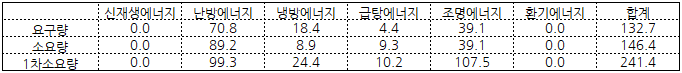 신재생에너지 난방에너지 냉방에너지 급탕에너지 조명에너지 환기에너지 합계
요구량 0.0 70.8 18.4 4.4 39.1 0.0 132.7
소요량 0.0 89.2 8.9 9.3 39.1 0.0 146.4
1차소요량 0.0 99.3 24.4 10.2 107.5 0.0 241.4